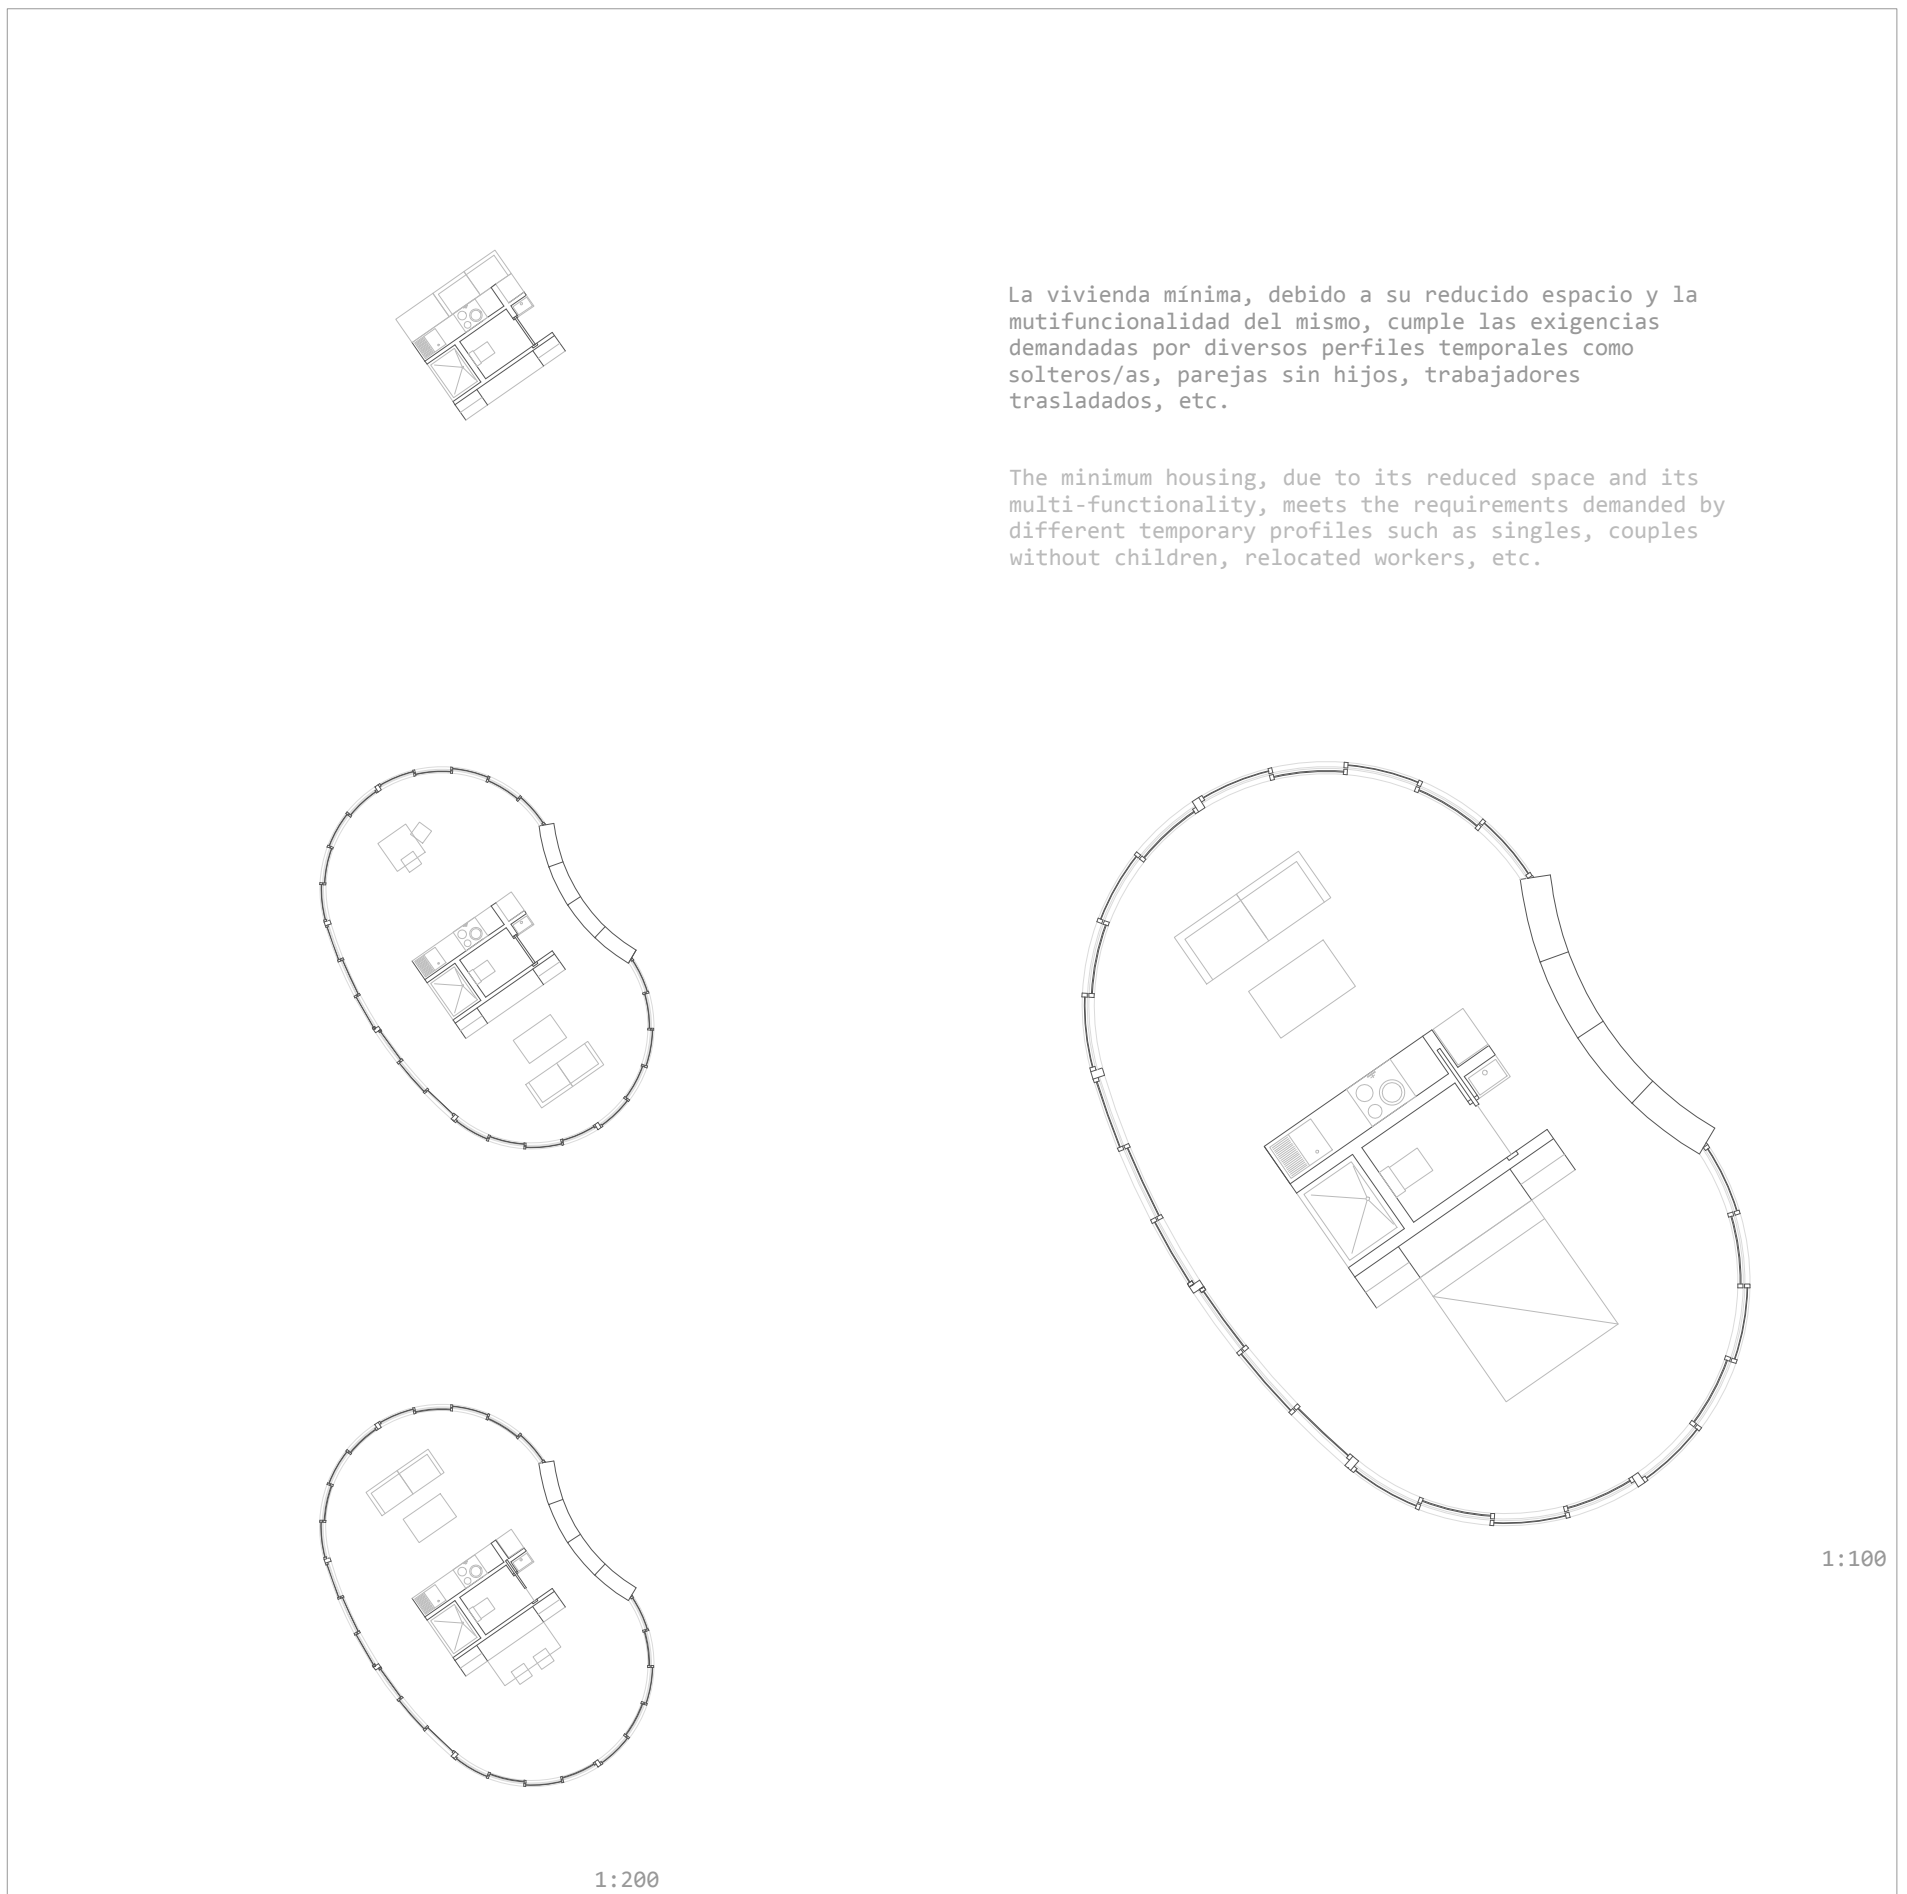 La vivienda mínima, debido a su reducido espacio y la
mutifuncionalidad del mismo, cumple las exigencias
demandadas por diversos perfiles temporales como
solteros/as, parejas sin hijos, trabajadores
trasladados, etc.
The minimum housing, due to its reduced space and its
multi-functionality, meets the requirements demanded by
different temporary profiles such as singles, couples
without children, relocated workers, etc.
1:100
1:200